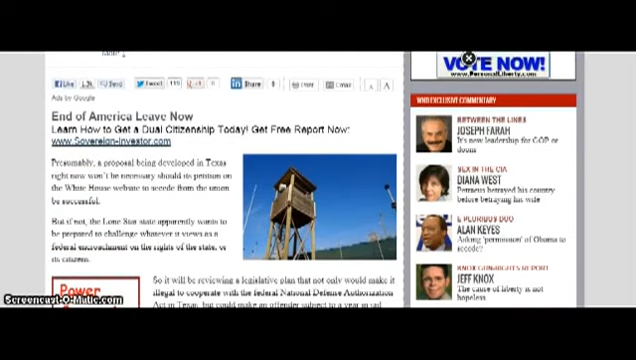 VOTE NOW!
www.PersonalLiberty.com
Like
Send
Tweet
119
Share
Print
Email
A A
Ads by Google
End of America Leave Now
Learn How to Get a Dual Citizenship Today! Get Free Report Now:
www.Sovereign-Investor.com
Presumably, a proposal being developed in Texas
right now won't be necessary should its petition on
the White House website to secede from the union
be successful.
But if not, the Lone Star state apparently wants to
be prepared to challenge whatever it views as a
federal encroachment on the rights of the state, or
its citizens.
So it will be reviewing a legislative plan that not only would make it
illegal to cooperate with the federal National Defense Authorization
Act in Texas, but could make an offender subject to a year in jail
Power
WND EXCLUSIVE COMMENTARY
BETWEEN THE LINES
JOSEPH FARAH
It's new leadership for GOP or
doom
SEX IN THE CIA
DIANA WEST
Petraeus betrayed his country
before betraying his wife
E PLURIBUS DUO
ALAN KEYES
Asking 'permission' of Obama to
secede?
KNOX GUN-RIGHTS REPORT
JEFF KNOX
The cause of liberty is not
hopeless
Screencast-O-Matic.com